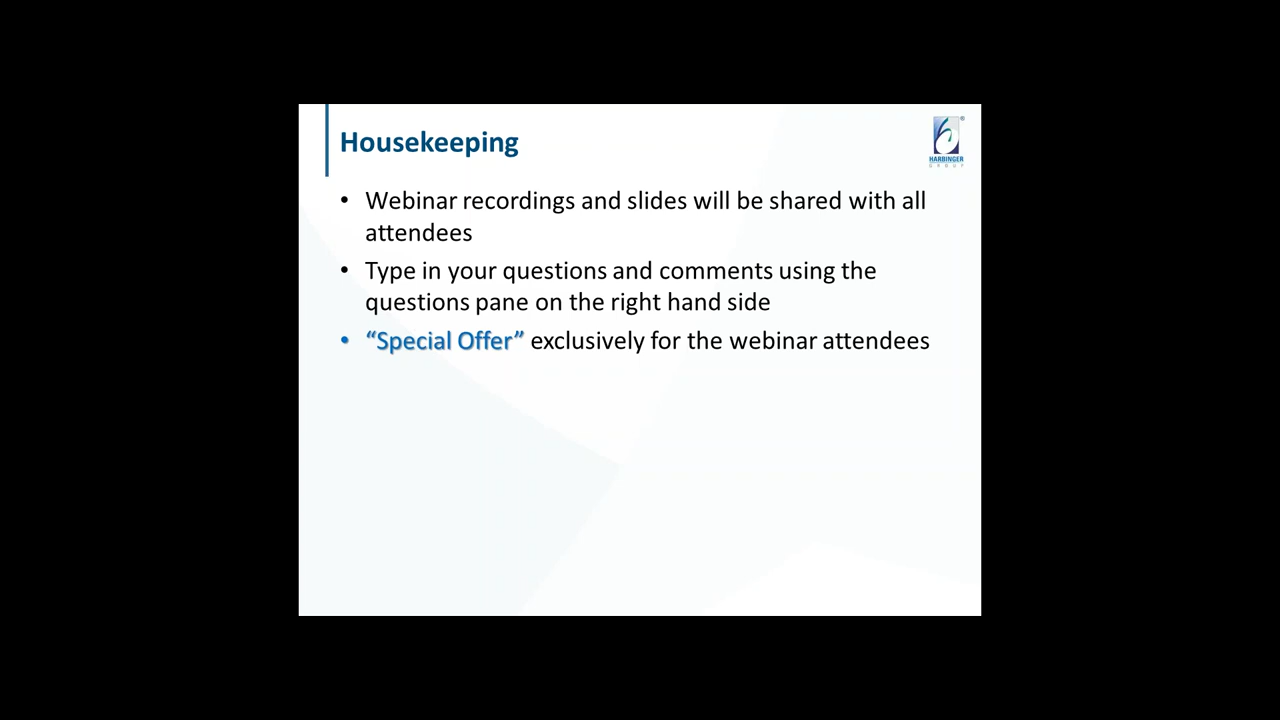 Housekeeping
HARBINGER
GROUP
®
• Webinar recordings and slides will be shared with all
attendees
• Type in your questions and comments using the
questions pane on the right hand side
• “Special Offer” exclusively for the webinar attendees